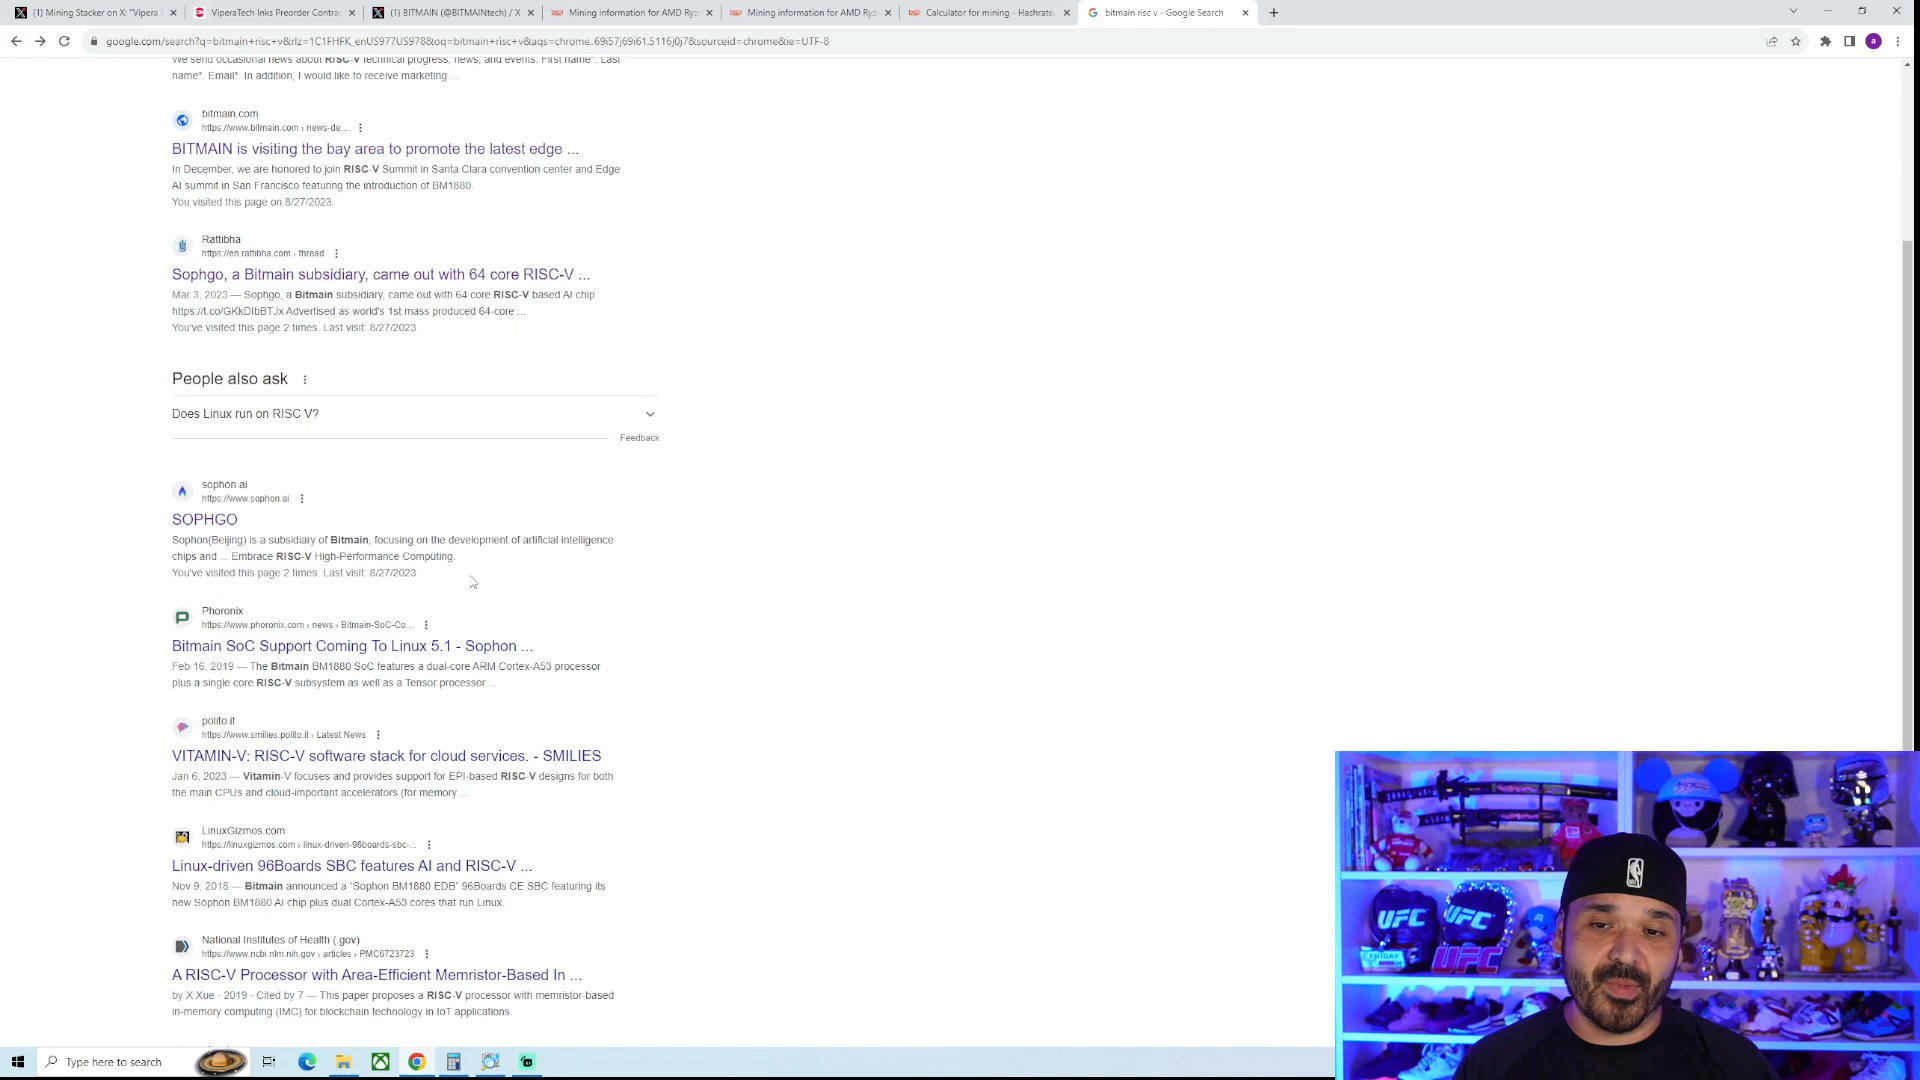 (1) Mining Stacker on X: "Vipera
ViperaTech Inks Preorder Contrac
(1) BITMAIN (@BITMAINtech) / X
Mining information for AMD Ryz
Mining information for AMD Ryz
Calculator for mining - Hashrate.
bitmain risc v - Google Search
google.com/search?q=bitmain+risc+v&rlz=1C1FHFK_enUS977US978&oq=bitmain+risc+v&aqs=chrome..69i57j69i61.5116j0j7&sourceid=chrome&ie=UTF-8
a
We send occasional news about RISC-V technical progress, news, and events. First name*. Last
name*. Email*. In addition, I would like to receive marketing ...
bitmain.com
https://www.bitmain.com › news-de...
BITMAIN is visiting the bay area to promote the latest edge ...
In December, we are honored to join RISC-V Summit in Santa Clara convention center and Edge
AI summit in San Francisco featuring the introduction of BM1880.
You visited this page on 8/27/2023.
Rattibha
https://en.rattibha.com › thread
Sophgo, a Bitmain subsidiary, came out with 64 core RISC-V ...
Mar 3, 2023 — Sophgo, a Bitmain subsidiary, came out with 64 core RISC-V based AI chip
https://t.co/GKkDIbBTJx Advertised as world's 1st mass produced 64-core ...
You've visited this page 2 times. Last visit: 8/27/2023
People also ask
Does Linux run on RISC V?
Feedback
sophon ai
https://www.sophon.ai
SOPHGO
Sophon(Beijing) is a subsidiary of Bitmain, focusing on the development of artificial intelligence
chips and ... Embrace RISC-V High-Performance Computing.
You've visited this page 2 times. Last visit: 8/27/2023
Phoronix
https://www.phoronix.com › news › Bitmain-SoC-Co...
Bitmain SoC Support Coming To Linux 5.1 - Sophon ...
Feb 16, 2019 — The Bitmain BM1880 SoC features a dual-core ARM Cortex-A53 processor
plus a single core RISC-V subsystem as well as a Tensor processor ...
polito.it
https://www.smilies.polito.it › Latest News
VITAMIN-V: RISC-V software stack for cloud services. - SMILIES
Jan 6, 2023 — Vitamin-V focuses and provides support for EPI-based RISC-V designs for both
the main CPUs and cloud-important accelerators (for memory ...
LinuxGizmos.com
https://linuxgizmos.com › linux-driven-96boards-sbc-...
Linux-driven 96Boards SBC features AI and RISC-V ...
Nov 9, 2018 — Bitmain announced a "Sophon BM1880 EDB" 96Boards CE SBC featuring its
new Sophon BM1880 AI chip plus dual Cortex-A53 cores that run Linux.
National Institutes of Health (.gov)
https://www.ncbi.nlm.nih.gov › articles › PMC6723723
A RISC-V Processor with Area-Efficient Memristor-Based In ...
by X Xue · 2019 · Cited by 7 — This paper proposes a RISC-V processor with memristor-based
in-memory computing (IMC) for blockchain technology in IoT applications.
Type here to search
UFC
UFC
FRIDAY
UFC